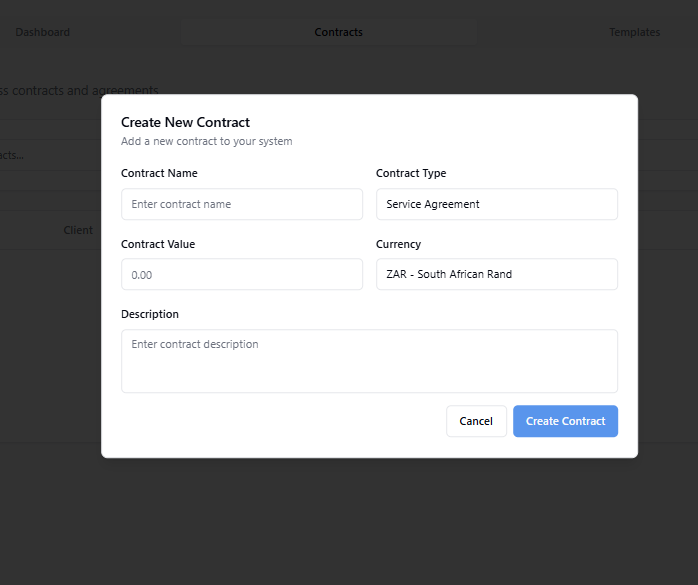 Dashboard
Contracts
Templates
ss contracts and agreements
acts...
Client
Create New Contract
Add a new contract to your system
Contract Name
Contract Type
Enter contract name
Service Agreement
Contract Value
Currency
0.00
ZAR - South African Rand
Description
Enter contract description
Cancel
Create Contract